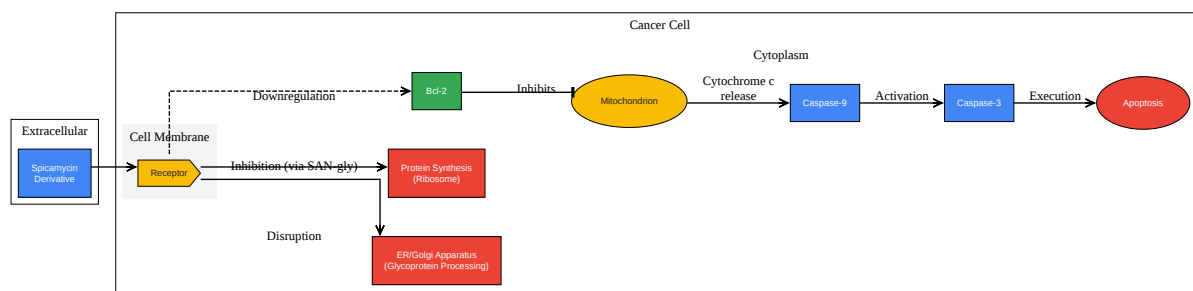 Cancer Cell
Cytoplasm
Extracellular
Spicamycin
Derivative
Cell Membrane
Receptor
Downregulation
Bcl-2
Inhibits
Mitochondrion
Cytochrome c
release
Caspase-9
Activation
Caspase-3
Execution
Apoptosis
Inhibition (via SAN-gly)
Protein Synthesis
(Ribosome)
Disruption
ER/Golgi Apparatus
(Glycoprotein Processing)